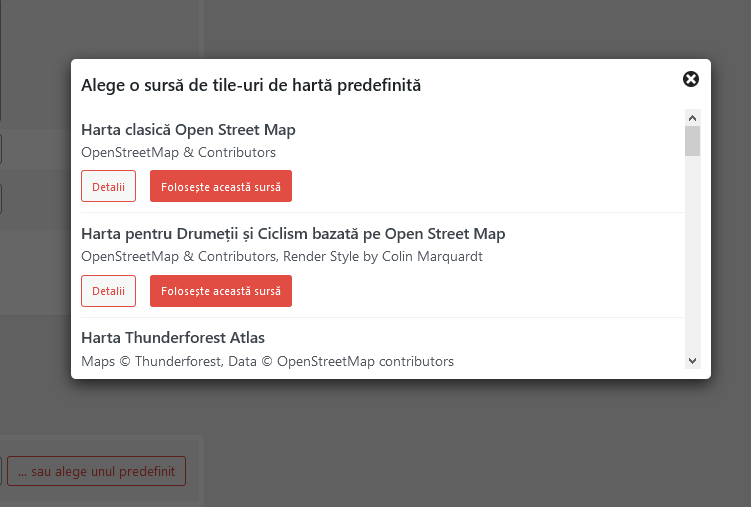 Alege o sursă de tile-uri de hartă predefinită
Harta clasică Open Street Map
OpenStreetMap & Contributors
Detalii
Folosește această sursă
Harta pentru Drumeții și Ciclism bazată pe Open Street Map
OpenStreetMap & Contributors, Render Style by Colin Marquardt
Detalii
Folosește această sursă
Harta Thunderforest Atlas
Maps © Thunderforest, Data © OpenStreetMap contributors
... sau alege unul predefinit